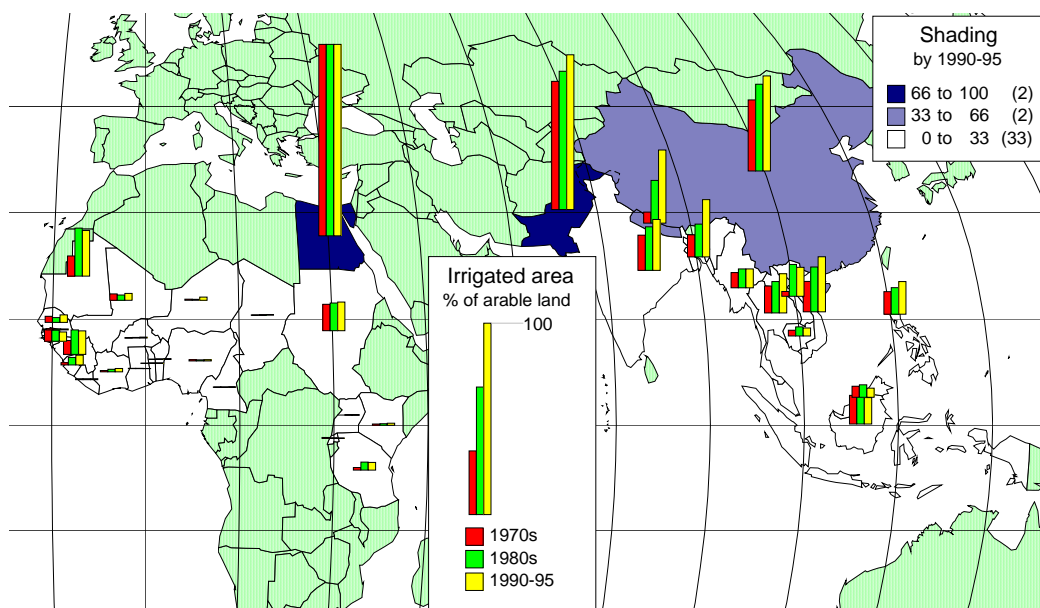 Shading
by 1990-95
66 to 100 (2)
33 to 66 (2)
0 to 33 (33)
Irrigated area
% of arable land
100
1970s
1980s
1990-95